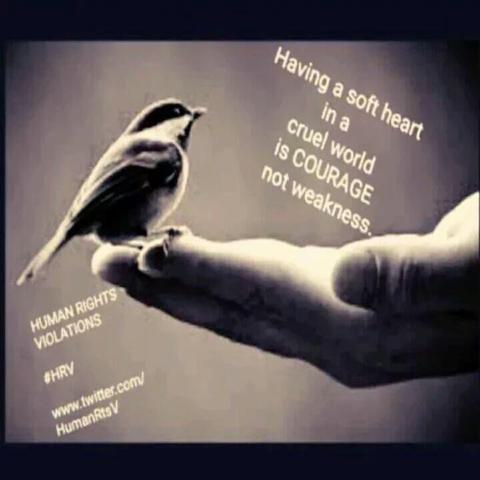 Having a soft heart
in a
cruel world
is COURAGE
not weakness.
HUMAN RIGHTS
VIOLATIONS
#HRV
www.twitter.com/
HumanRtsV